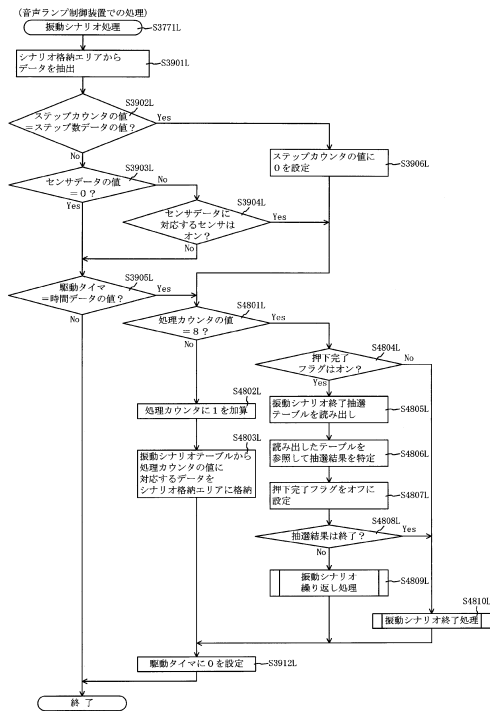 (音声ランプ制御装置での処理)
振動シナリオ処理
S3771L
シナリオ格納エリアから
データを抽出
S3901L
ステップカウンタの値
=ステップ数データの値?
S3902L
Yes
No
センサデータの値
=0?
S3903L
No
Yes
センサデータに
対応するセンサは
オン?
S3904L
Yes
No
ステップカウンタの値に
0を設定
S3906L
駆動タイマ
=時間データの値?
S3905L
Yes
No
処理カウンタの値
=8?
S4801L
Yes
No
押下完了
フラグはオン?
S4804L
No
Yes
処理カウンタに1を加算
S4802L
振動シナリオテーブルから
処理カウンタの値に
対応するデータを
シナリオ格納エリアに格納
S4803L
振動シナリオ終了抽選
テーブルを読み出し
S4805L
読み出したテーブルを
参照して抽選結果を特定
S4806L
押下完了フラグをオフに
設定
S4807L
抽選結果は終了?
S4808L
Yes
No
振動シナリオ
繰り返し処理
S4809L
振動シナリオ終了処理
S4810L
駆動タイマに0を設定
S3912L
終了